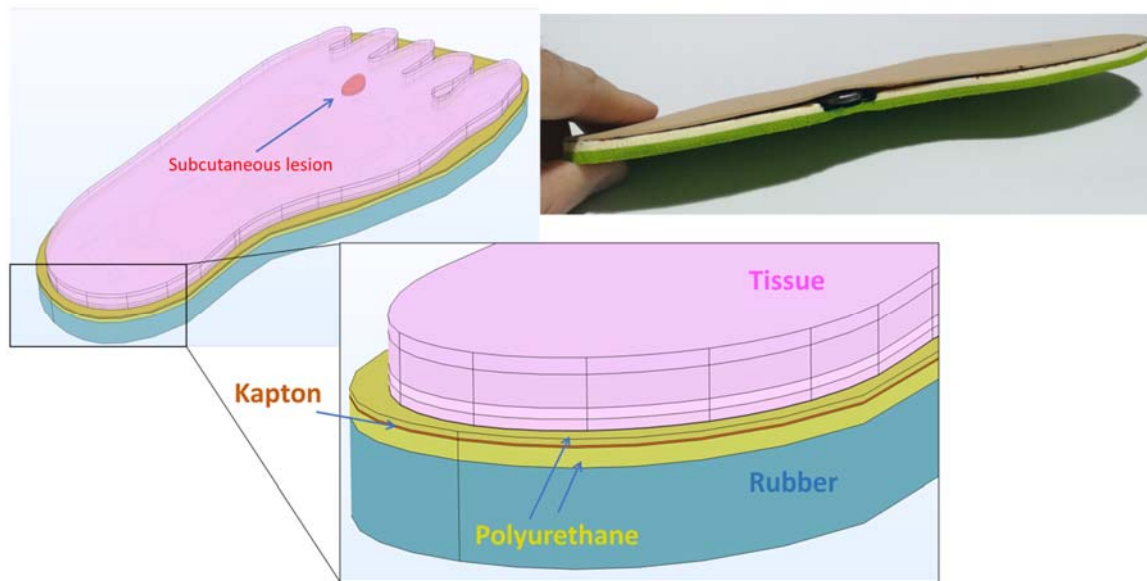 Subcutaneous lesion
Tissue
Kapton
Rubber
Polyurethane